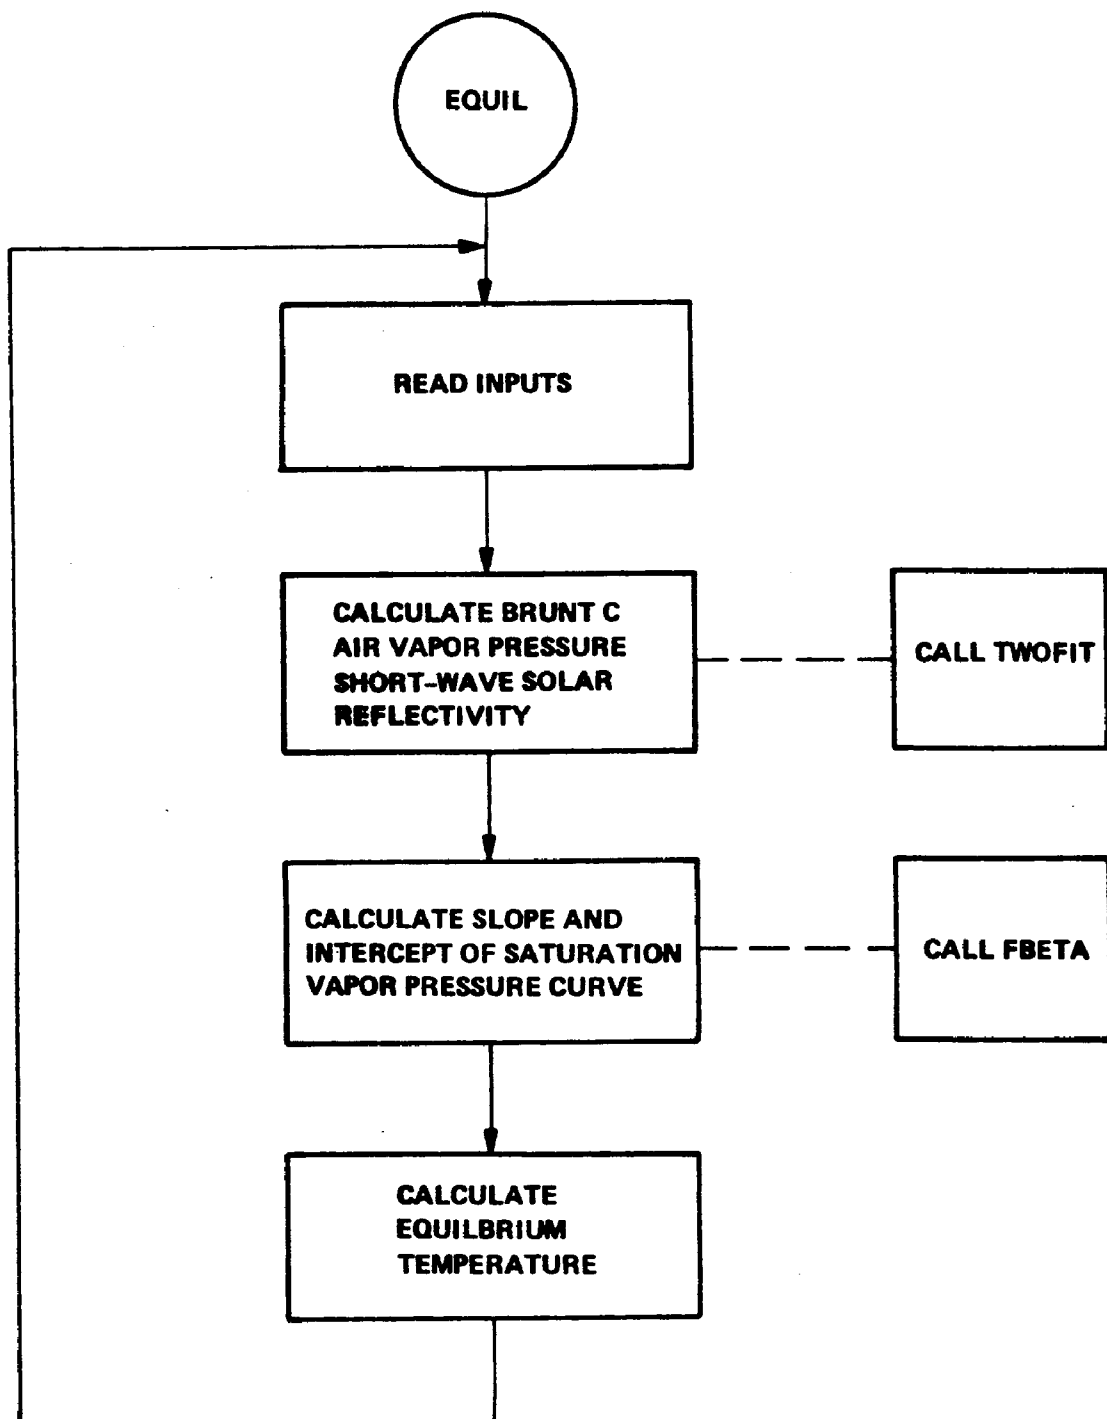 EQUIL
READ INPUTS
CALCULATE BRUNT C
AIR VAPOR PRESSURE
SHORT-WAVE SOLAR
REFLECTIVITY
CALL TWOFIT
CALCULATE SLOPE AND
INTERCEPT OF SATURATION
VAPOR PRESSURE CURVE
CALL FBETA
CALCULATE
EQUILBRIUM
TEMPERATURE